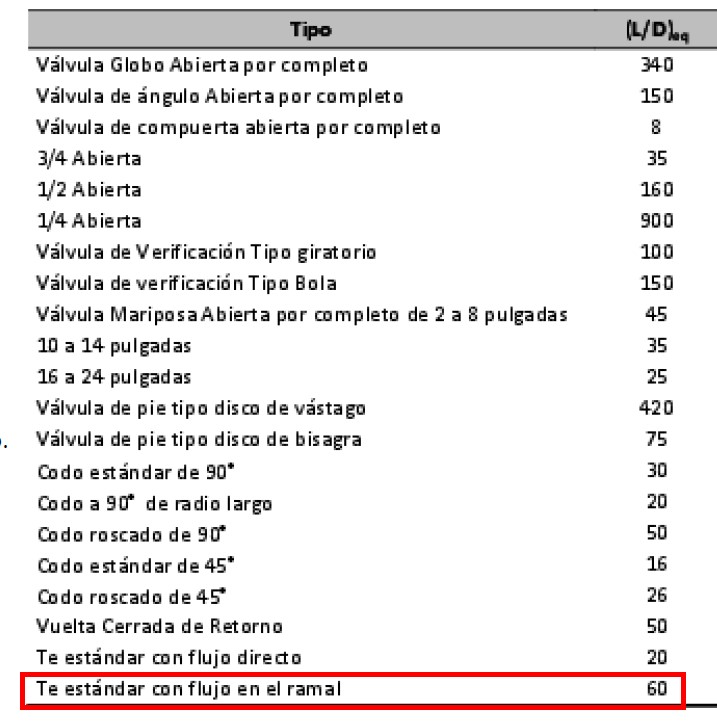 Tipo (L/D)eq
Válvula Globo Abierta por completo 340
Válvula de ángulo Abierta por completo 150
Válvula de compuerta abierta por completo 8
3/4 Abierta 35
1/2 Abierta 160
1/4 Abierta 900
Válvula de Verificación Tipo giratorio 100
Válvula de verificación Tipo Bola 150
Válvula Mariposa Abierta por completo de 2 a 8 pulgadas 45
10 a 14 pulgadas 35
16 a 24 pulgadas 25
Válvula de pie tipo disco de vástago 420
Válvula de pie tipo disco de bisagra 75
Codo estándar de 90° 30
Codo a 90° de radio largo 20
Codo roscado de 90° 50
Codo estándar de 45° 16
Codo roscado de 45° 26
Vuelta Cerrada de Retorno 50
Te estándar con flujo directo 20
Te estándar con flujo en el ramal 60